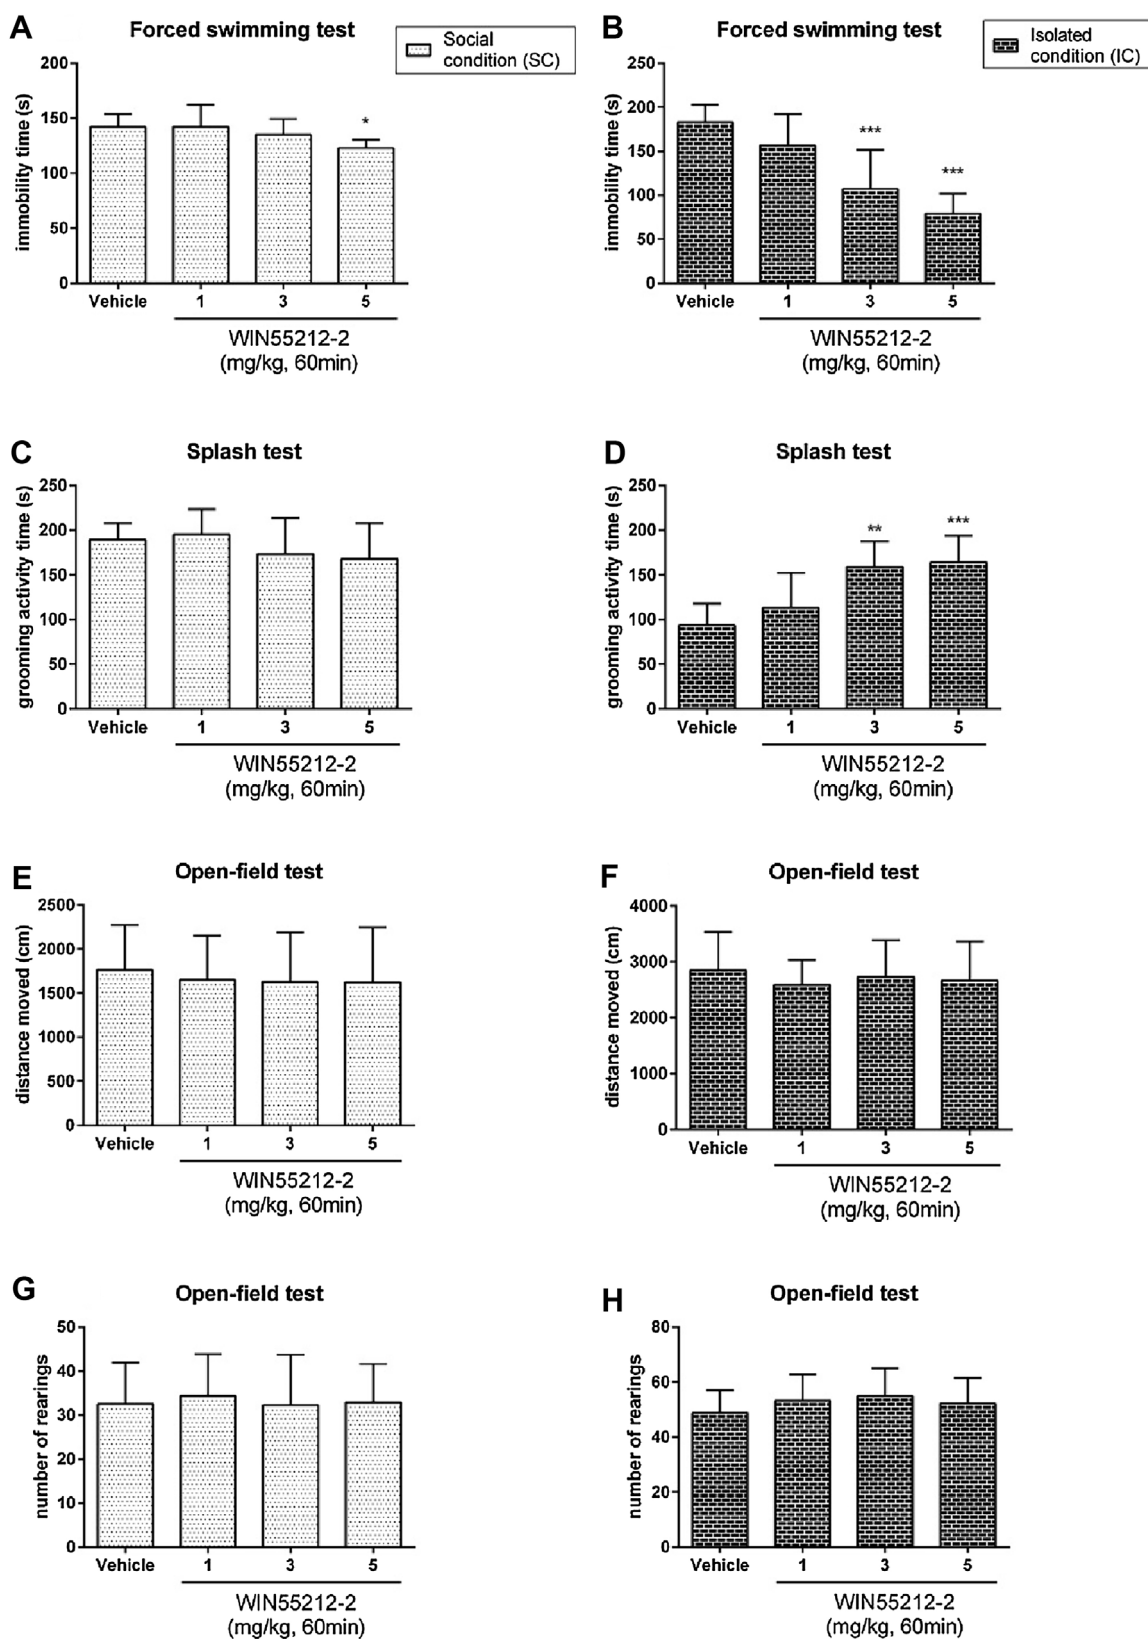 A
Forced swimming test
Social
condition (SC)
immobility time (s)
200
150
100
50
0
*
Vehicle 1 3 5
WIN55212-2
(mg/kg, 60min)
B
Forced swimming test
Isolated
condition (IC)
immobility time (s)
250
200
150
100
50
0
***
***
Vehicle 1 3 5
WIN55212-2
(mg/kg, 60min)
C
Splash test
grooming activity time (s)
250
200
150
100
50
0
Vehicle 1 3 5
WIN55212-2
(mg/kg, 60min)
D
Splash test
grooming activity time (s)
250
200
150
100
50
0
**
***
Vehicle 1 3 5
WIN55212-2
(mg/kg, 60min)
E
Open-field test
distance moved (cm)
2500
2000
1500
1000
500
0
Vehicle 1 3 5
WIN55212-2
(mg/kg, 60min)
F
Open-field test
distance moved (cm)
4000
3000
2000
1000
0
Vehicle 1 3 5
WIN55212-2
(mg/kg, 60min)
G
Open-field test
number of rearings
50
40
30
20
10
0
Vehicle 1 3 5
WIN55212-2
(mg/kg, 60min)
H
Open-field test
number of rearings
80
60
40
20
0
Vehicle 1 3 5
WIN55212-2
(mg/kg, 60min)